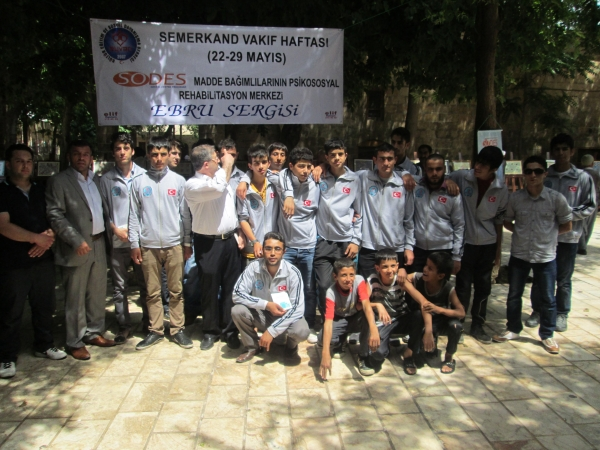 SEMERKAND VAKIF HAFTASI
(22-29 MAYIS)
SODES MADDE BAĞIMLILARININ PSİKOSOSYAL
REHABİLİTASYON MERKEZİ
EBRU SERGİSİ